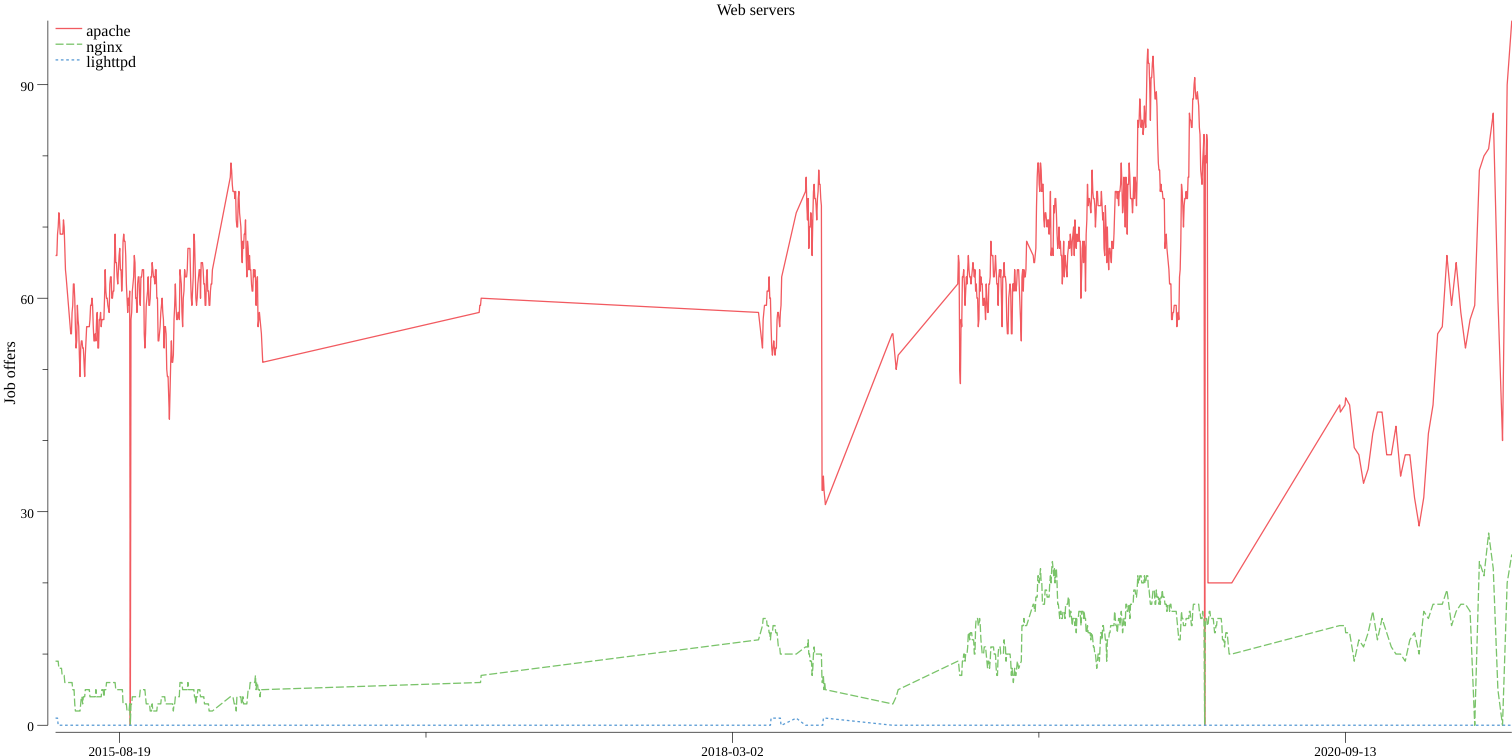 Web servers
apache
nginx
lighttpd
90
60
Job offers
30
0
2015-08-19
2018-03-02
2020-09-13